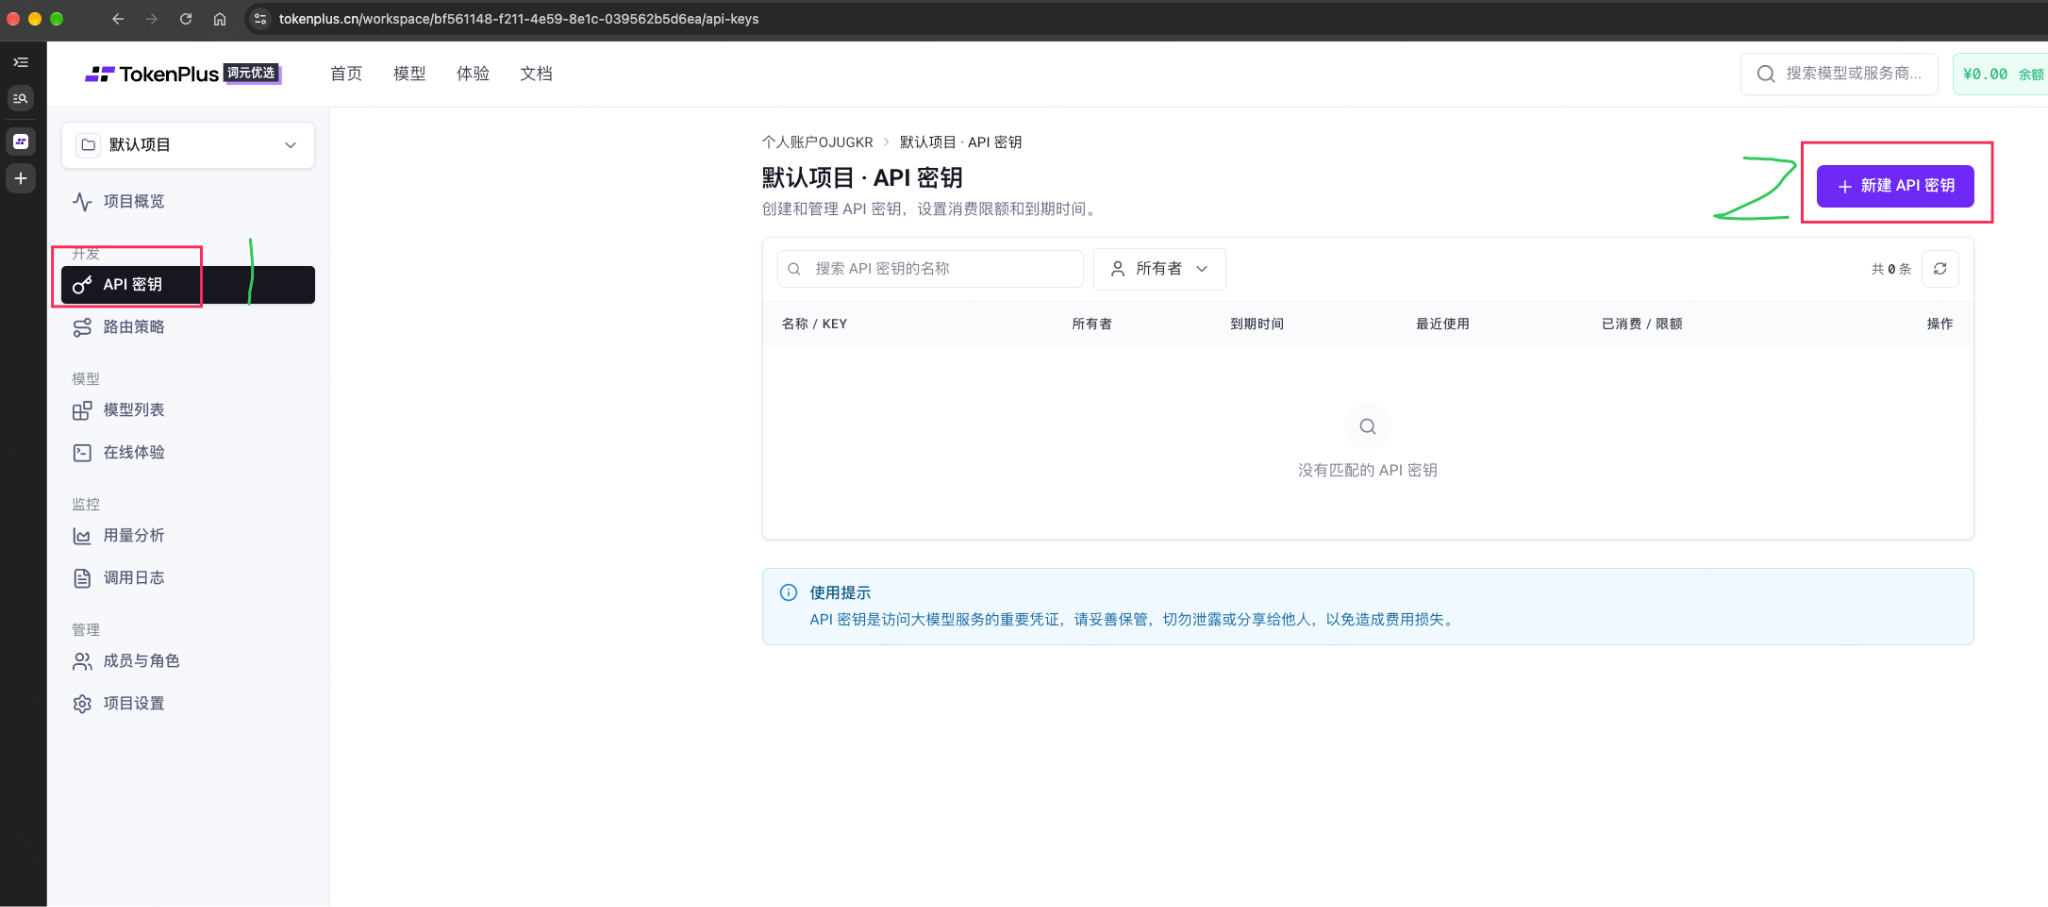 tokenplus.cn/workspace/bf561148-f211-4e59-8e1c-039562b5d6ea/api-keys
TokenPlus 词元优选
首页 模型 体验 文档
搜索模型或服务商...
¥0.00 余额
默认项目
项目概览
开发
API 密钥
1
路由策略
模型
模型列表
在线体验
监控
用量分析
调用日志
管理
成员与角色
项目设置
个人账户OJUGKR > 默认项目 · API 密钥
默认项目 · API 密钥
创建和管理 API 密钥，设置消费限额和到期时间。
2
+ 新建 API 密钥
搜索 API 密钥的名称
所有者
共 0 条
名称 / KEY 所有者 到期时间 最近使用 已消费 / 限额 操作
没有匹配的 API 密钥
使用提示
API 密钥是访问大模型服务的重要凭证，请妥善保管，切勿泄露或分享给他人，以免造成费用损失。